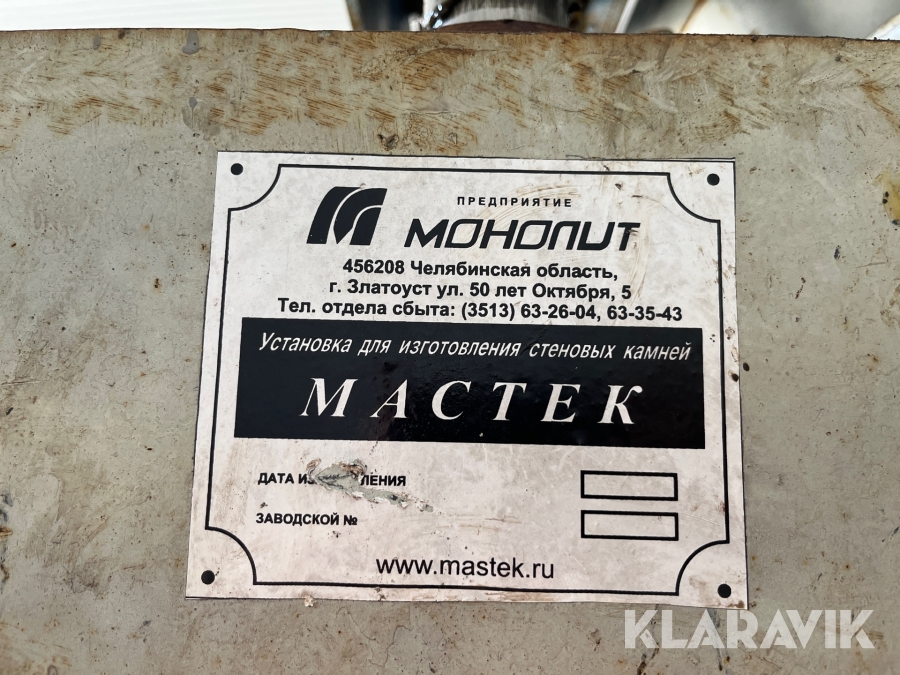 ПРЕДПРИЯТИЕ
МОНОЛИТ
456208 Челябинская область,
г. Златоуст ул. 50 лет Октября, 5
Тел. отдела сбыта: (3513) 63-26-04, 63-35-43
Установка для изготовления стеновых камней
МАСТЕК
ДАТА
ЗАВОДСКОЙ №
www.mastek.ru
KLARAVIK